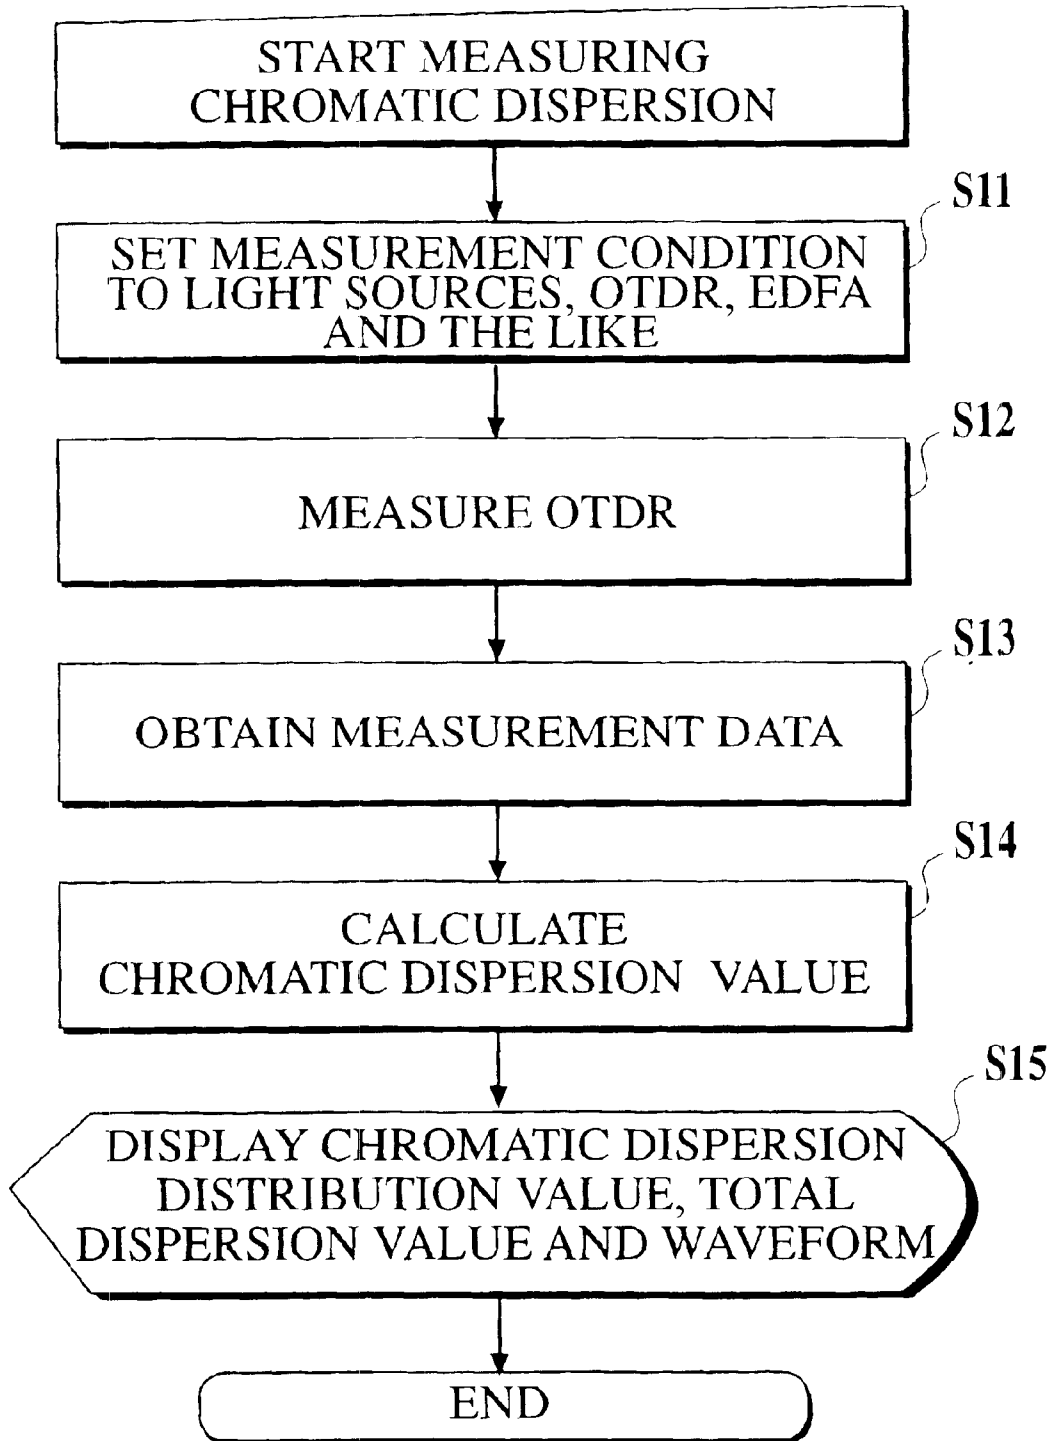 START MEASURING
CHROMATIC DISPERSION
S11
SET MEASUREMENT CONDITION
TO LIGHT SOURCES, OTDR, EDFA
AND THE LIKE
S12
MEASURE OTDR
S13
OBTAIN MEASUREMENT DATA
S14
CALCULATE
CHROMATIC DISPERSION VALUE
S15
DISPLAY CHROMATIC DISPERSION
DISTRIBUTION VALUE, TOTAL
DISPERSION VALUE AND WAVEFORM
END